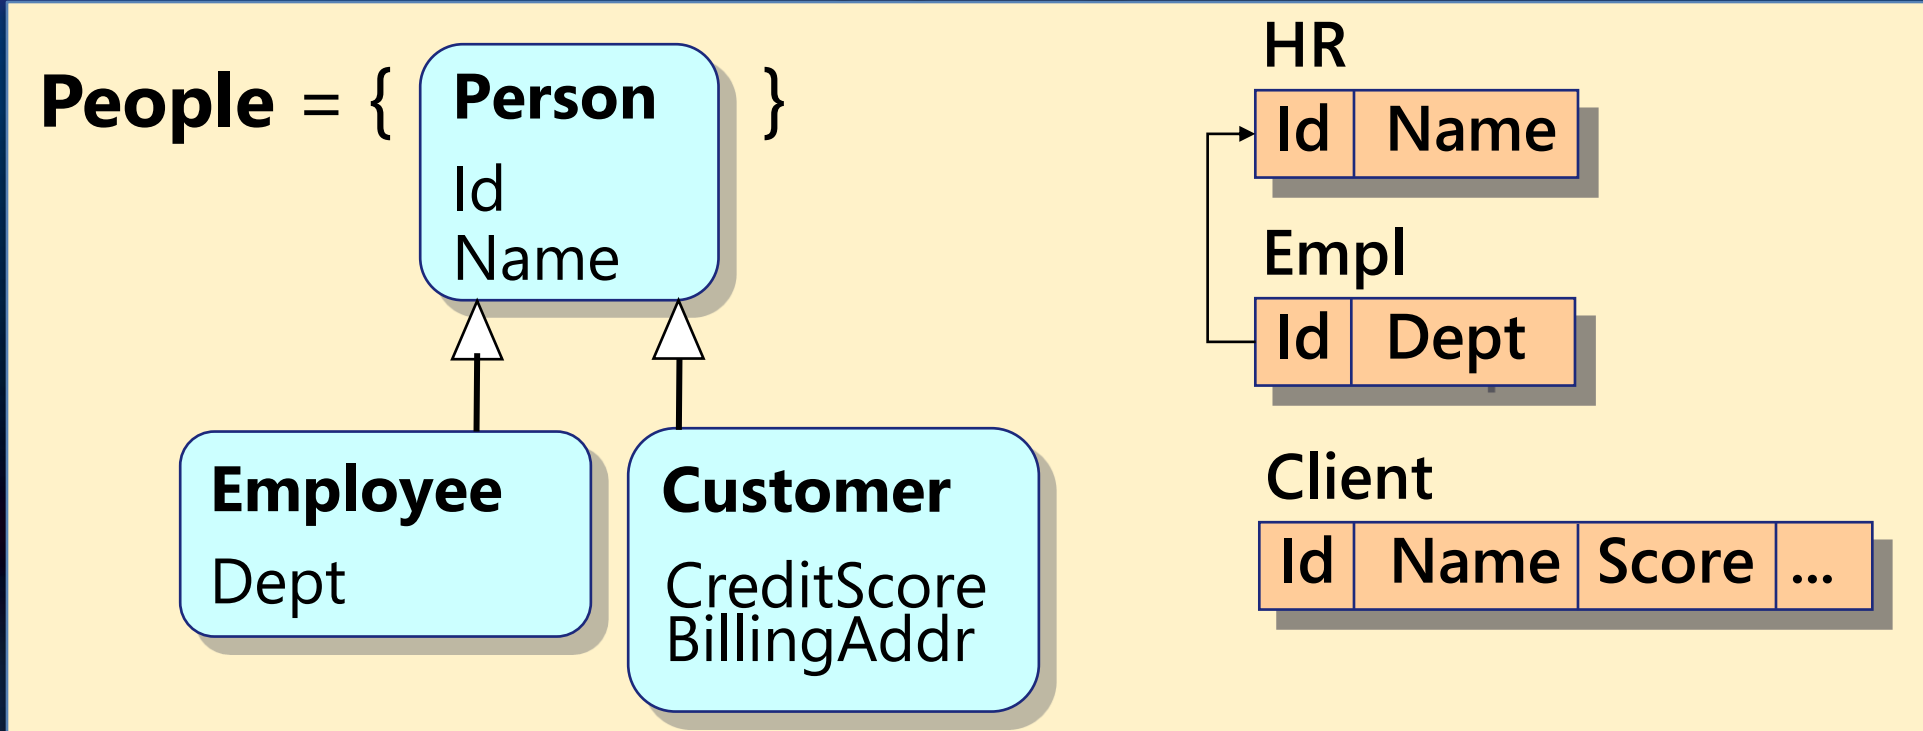 People = { Person }
Id
Name
Employee
Dept
Customer
CreditScore
BillingAddr
HR
Id Name
Empl
Id Dept
Client
Id Name Score ...